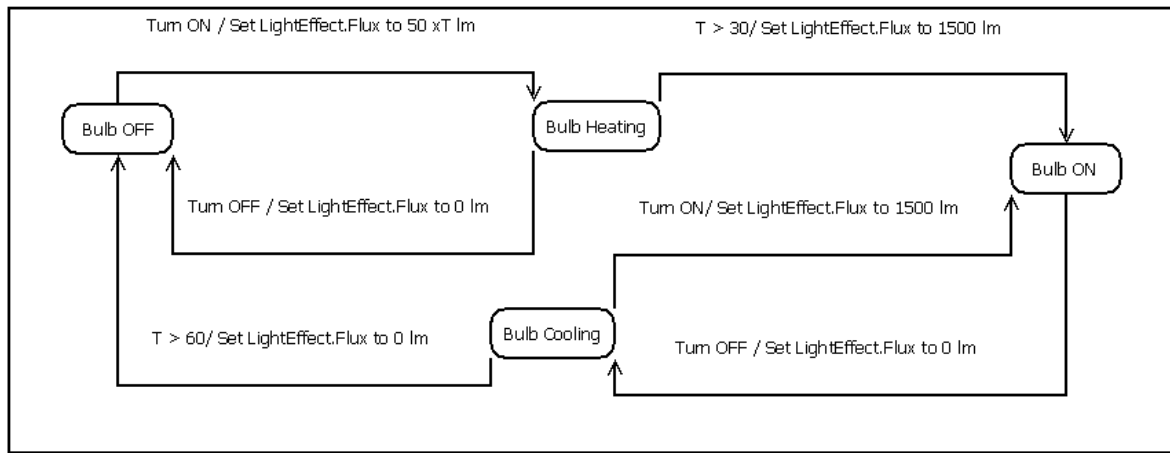 Turn ON / Set LightEffect.Flux to 50 xT lm
T > 30/ Set LightEffect.Flux to 1500 lm
Bulb OFF
Bulb Heating
Bulb ON
Turn OFF / Set LightEffect.Flux to 0 lm
Turn ON/ Set LightEffect.Flux to 1500 lm
T > 60/ Set LightEffect.Flux to 0 lm
Bulb Cooling
Turn OFF / Set LightEffect.Flux to 0 lm